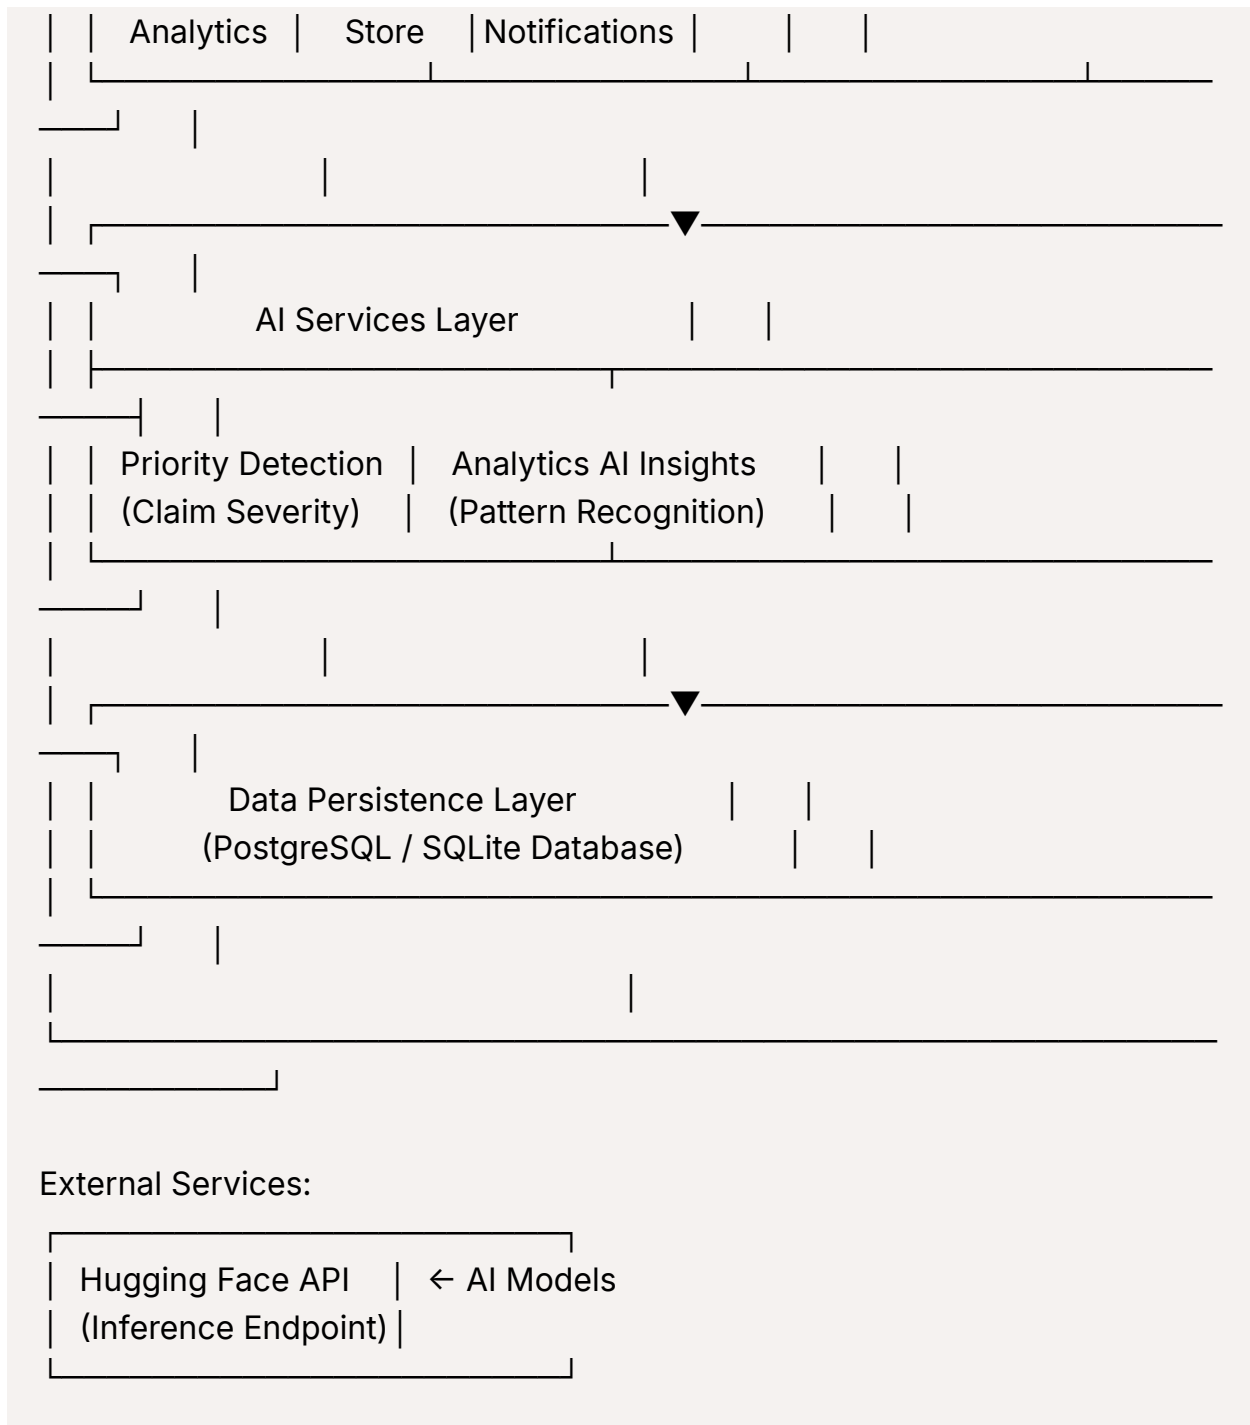 │ │ Analytics │ Store │Notifications │ │ │
│ └───────────────┴──────────────┴───────────────┴──────
────┘ │
│ │ │
│ ┌──────────────────────────▼────────────────────────
────┐ │
│ │ AI Services Layer │ │
│ ├───────────────────────┬───────────────────────────
─────┤ │
│ │ Priority Detection │ Analytics AI Insights │ │
│ │ (Claim Severity) │ (Pattern Recognition) │ │
│ └───────────────────────┴───────────────────────────
─────┘ │
│ │ │
│ ┌──────────────────────────▼────────────────────────
────┐ │
│ │ Data Persistence Layer │ │
│ │ (PostgreSQL / SQLite Database) │ │
│ └───────────────────────────────────────────────────
─────┘ │
│ │
└─────────────────────────────────────────────────────
───────────┘
External Services:
┌───────────────────────┐
│ Hugging Face API │ ← AI Models
│ (Inference Endpoint)│
└───────────────────────┘